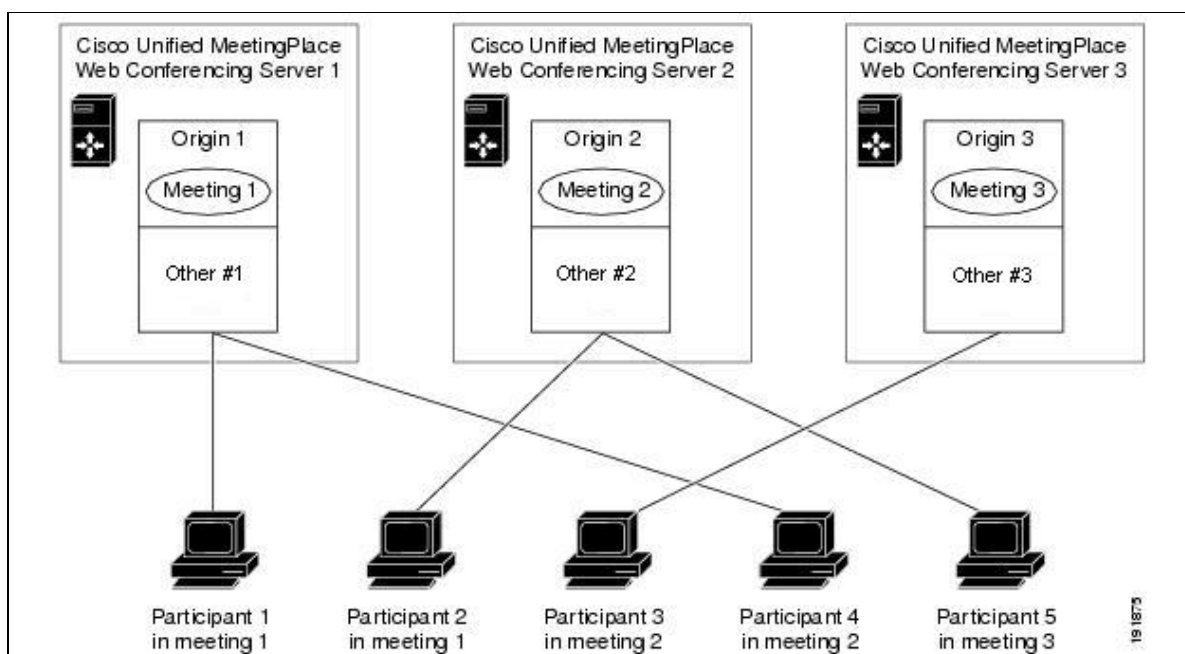 Cisco Unified MeetingPlace
Web Conferencing Server 1
Origin 1
Meeting 1
Other #1
Cisco Unified MeetingPlace
Web Conferencing Server 2
Origin 2
Meeting 2
Other #2
Cisco Unified MeetingPlace
Web Conferencing Server 3
Origin 3
Meeting 3
Other #3
Participant 1
in meeting 1
Participant 2
in meeting 1
Participant 3
in meeting 2
Participant 4
in meeting 2
Participant 5
in meeting 3
191875